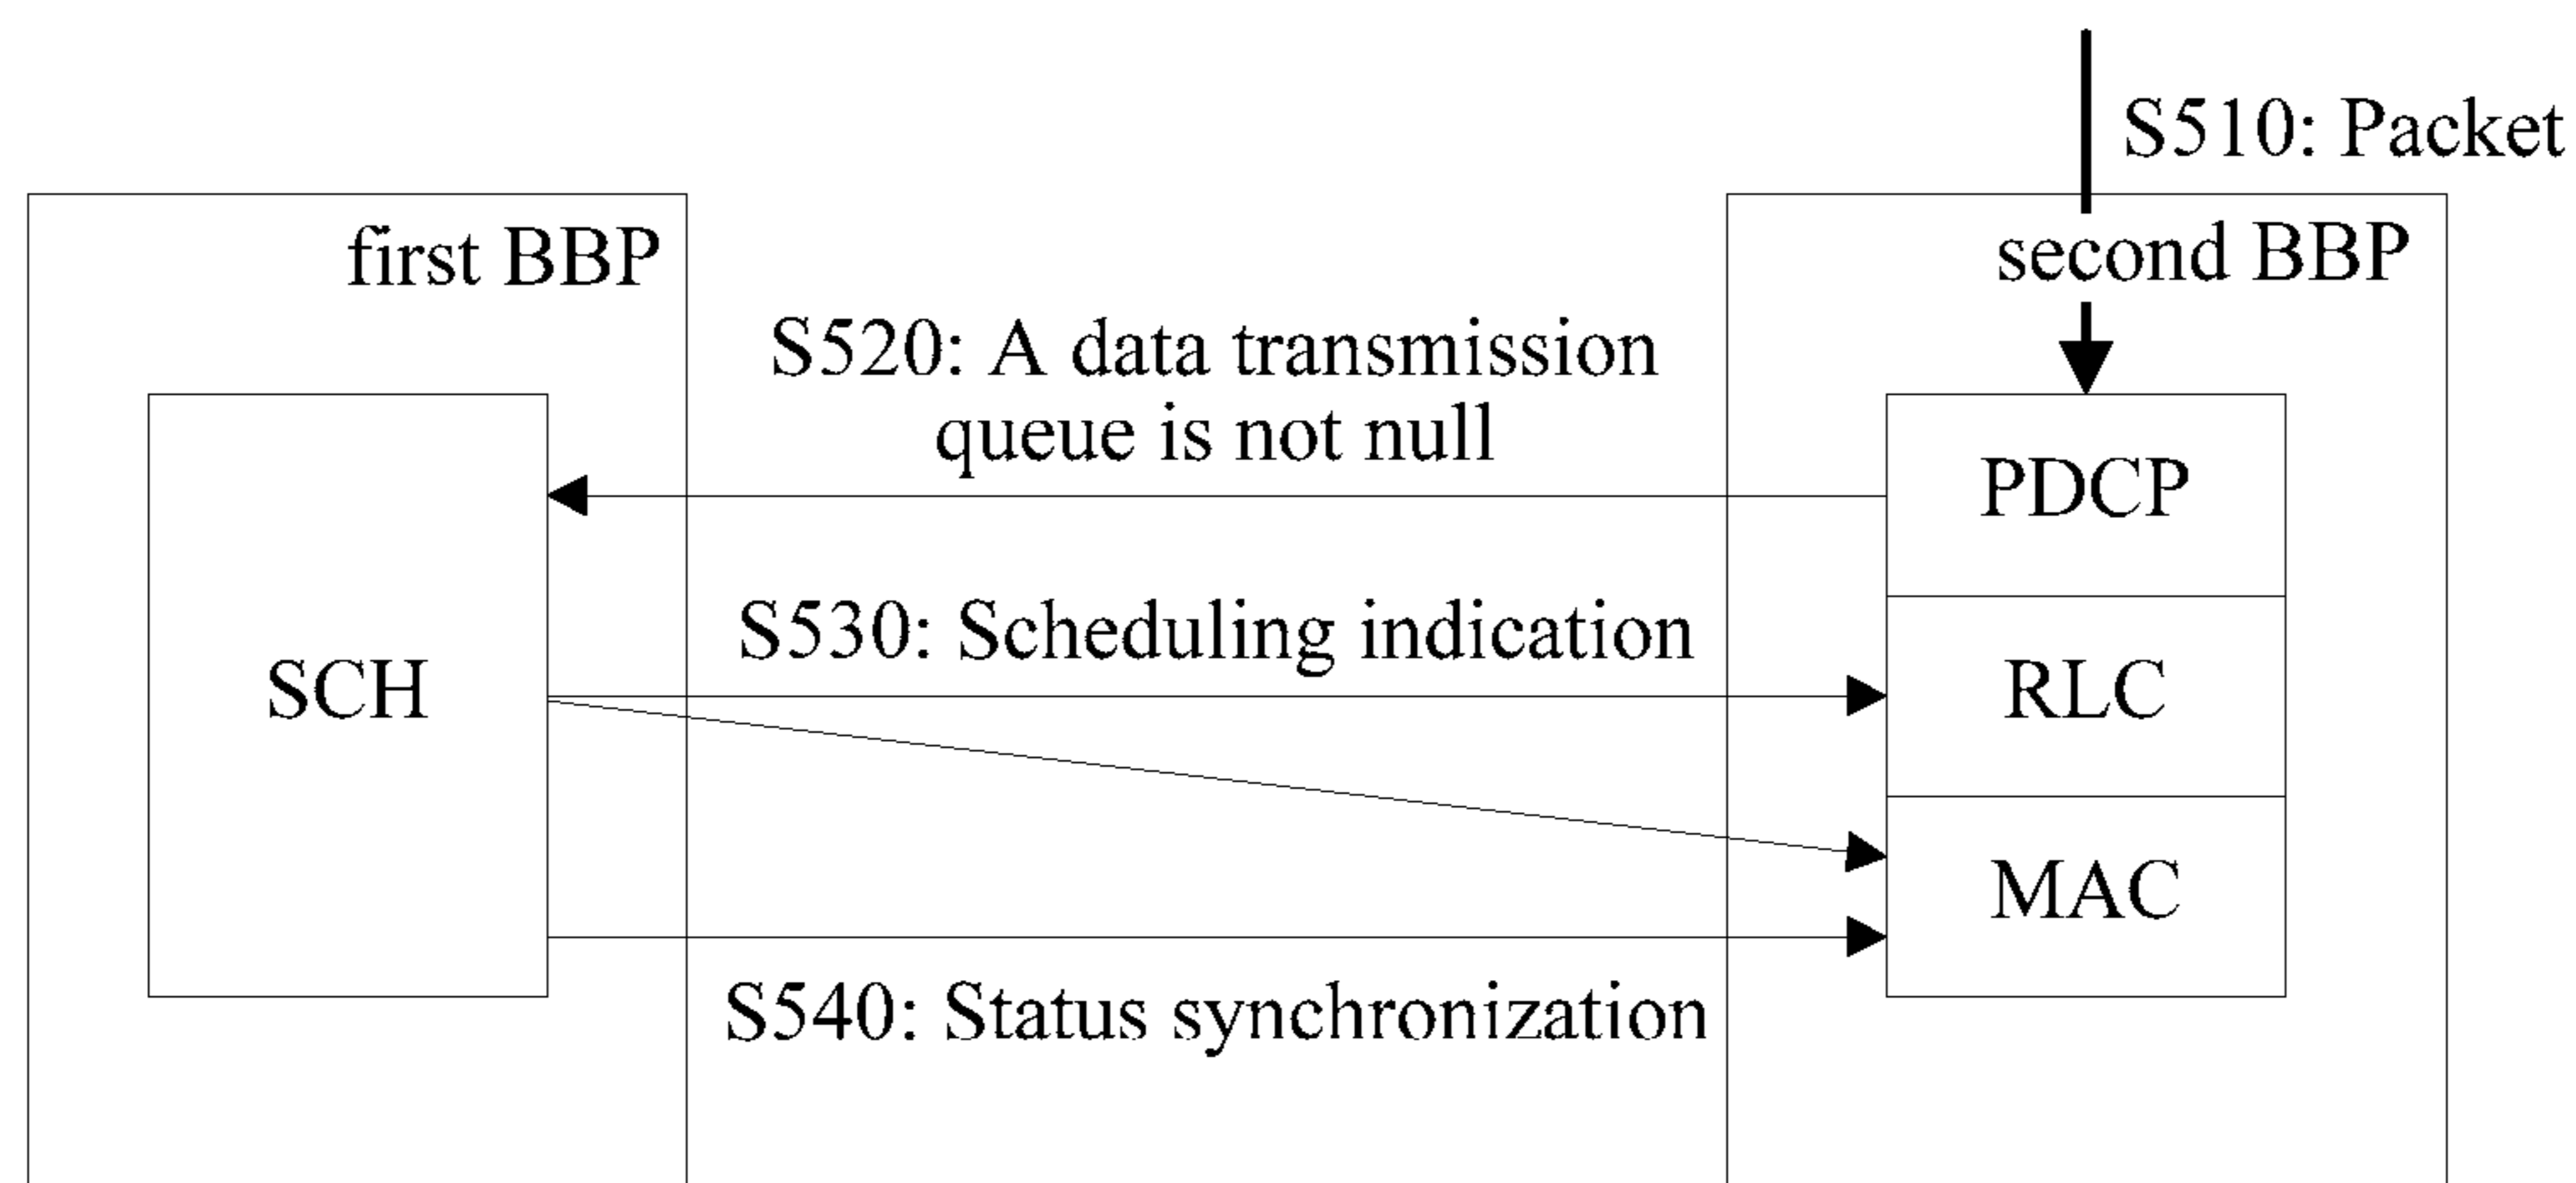 S510: Packet
first BBP
second BBP
S520: A data transmission
queue is not null
PDCP
S530: Scheduling indication
SCH
RLC
MAC
S540: Status synchronization